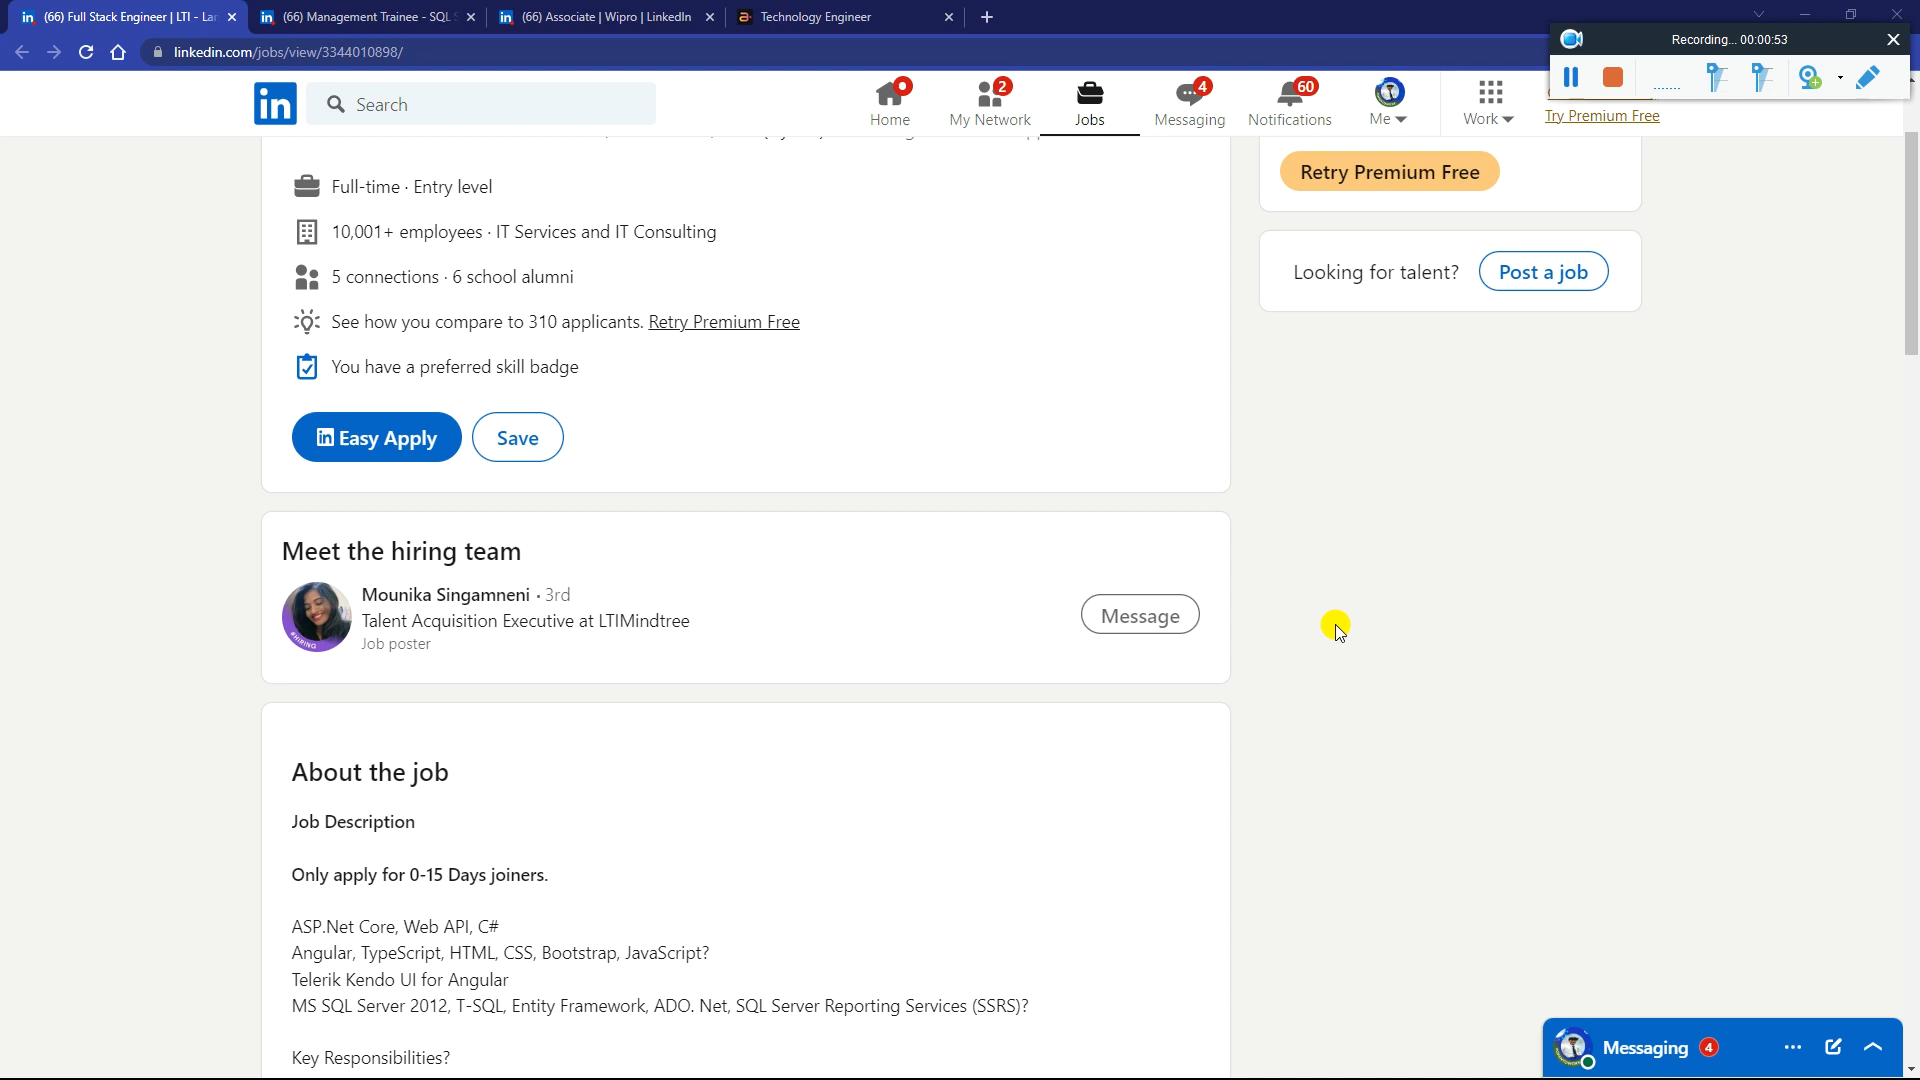 (66) Full Stack Engineer | LTI - Lar
(66) Management Trainee - SQL S
(66) Associate | Wipro | LinkedIn
Technology Engineer
linkedin.com/jobs/view/3344010898/
Recording... 00:00:53
in
Search
Home
2
My Network
Jobs
4
Messaging
60
Notifications
Me
Work
Try Premium Free
Full-time · Entry level
10,001+ employees · IT Services and IT Consulting
5 connections · 6 school alumni
See how you compare to 310 applicants. Retry Premium Free
You have a preferred skill badge
in Easy Apply
Save
Retry Premium Free
Looking for talent?
Post a job
Meet the hiring team
Mounika Singamneni · 3rd
Talent Acquisition Executive at LTIMindtree
Job poster
#HIRING
Message
About the job
Job Description
Only apply for 0-15 Days joiners.
ASP.Net Core, Web API, C#
Angular, TypeScript, HTML, CSS, Bootstrap, JavaScript?
Telerik Kendo UI for Angular
MS SQL Server 2012, T-SQL, Entity Framework, ADO. Net, SQL Server Reporting Services (SSRS)?
Key Responsibilities?
Messaging 4